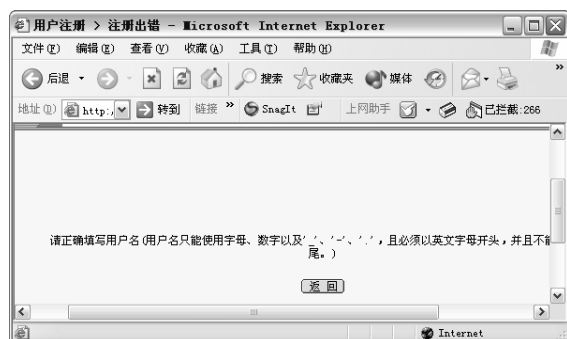 用户注册 > 注册出错 - Microsoft Internet Explorer
文件(F) 编辑(E) 查看(V) 收藏(A) 工具(T) 帮助(H)
后退 搜索 收藏夹 媒体 »
地址(D) http:/ 转到 链接 » SnagIt 上网助手 已拦截:266
请正确填写用户名(用户名只能使用字母、数字以及'_'、'-'、'.'，且必须以英文字母开头，并且不能
尾。)
返 回
Internet